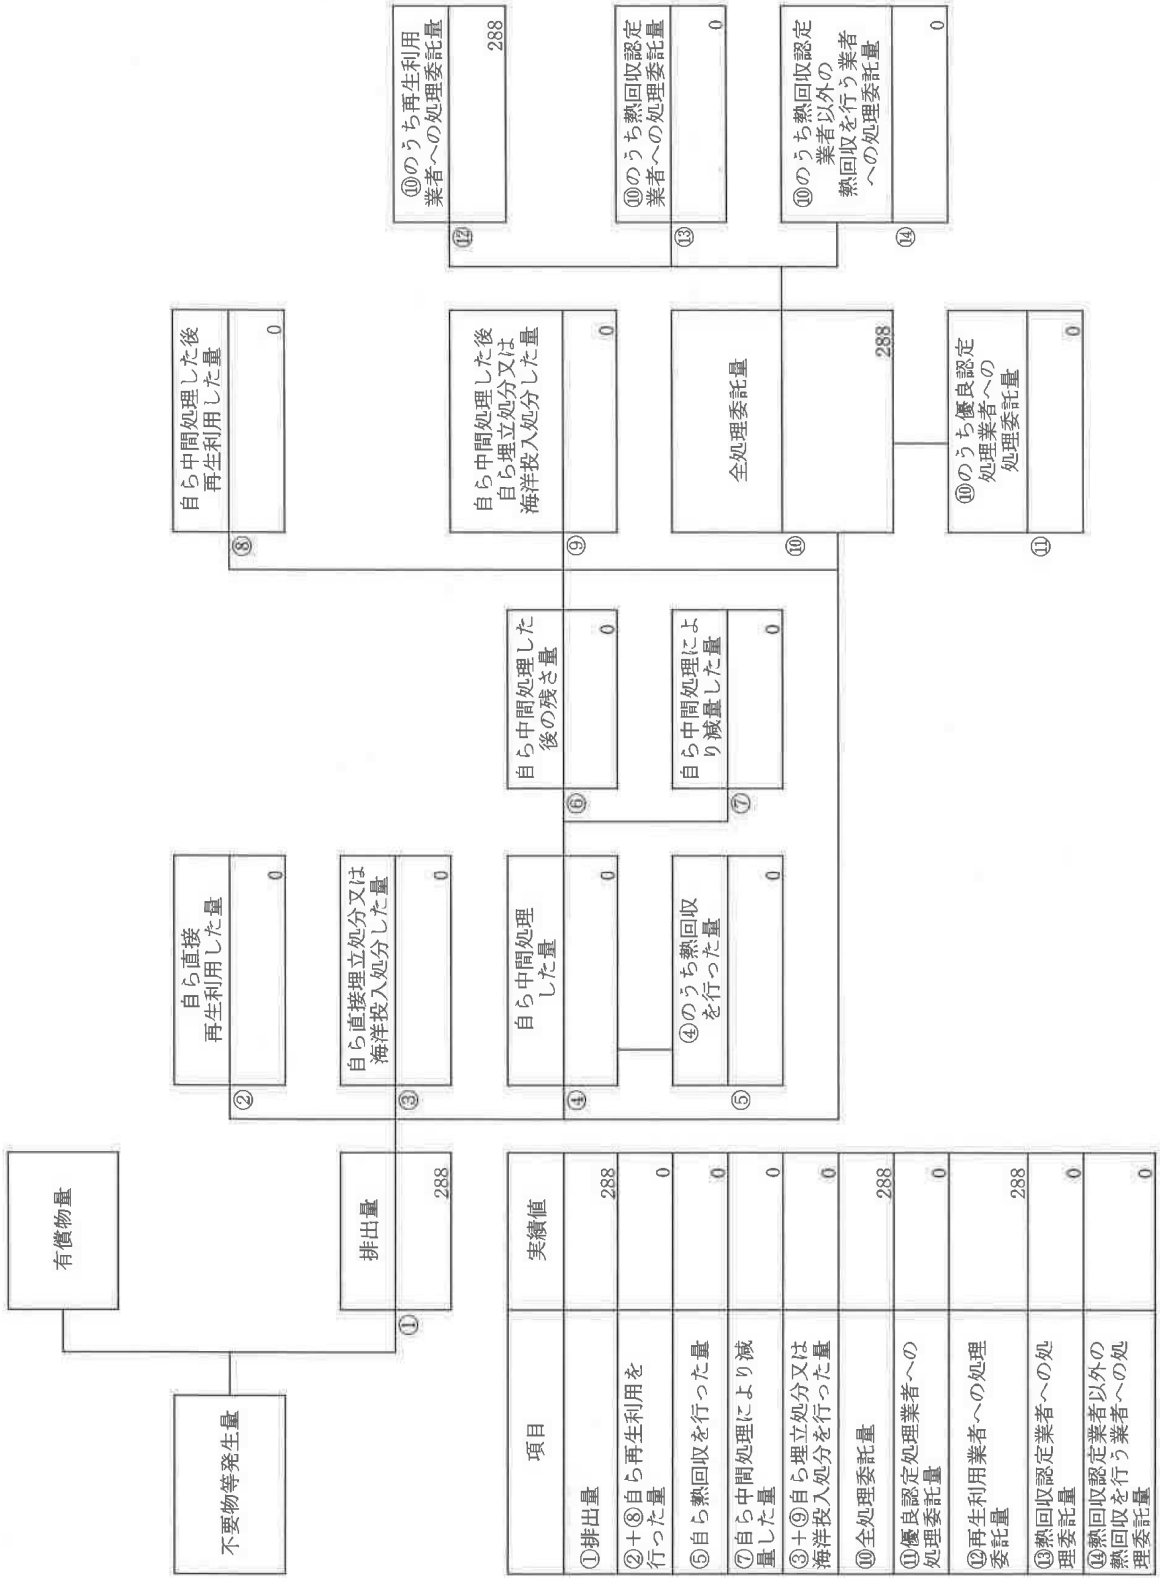 不要物等発生量
有償物量
排出量
①
288
自ら直接
再生利用した量
②
0
自ら直接埋立処分又は
海洋投入処分した量
③
0
自ら中間処理
した量
④
0
④のうち熱回収
を行った量
⑤
0
自ら中間処理した
後の残さ量
⑥
0
自ら中間処理によ
り減量した量
⑦
0
自ら中間処理した後
再生利用した量
⑧
0
自ら中間処理した後
自ら埋立処分又は
海洋投入処分した量
⑨
0
全処理委託量
⑩
288
⑩のうち優良認定
処理業者への
処理委託量
⑪
0
⑩のうち再生利用
業者への処理委託量
⑫
288
⑩のうち熱回収認定
業者への処理委託量
⑬
0
⑩のうち熱回収認定
業者以外の
熱回収を行う業者
への処理委託量
⑭
0
項目 実績値
①排出量 288
②+⑧自ら再生利用を
行った量 0
⑤自ら熱回収を行った量 0
⑦自ら中間処理により減
量した量 0
③+⑨自ら埋立処分又は
海洋投入処分を行った量 0
⑩全処理委託量 288
⑪優良認定処理業者への
処理委託量 0
⑫再生利用業者への処理
委託量 288
⑬熱回収認定業者への処
理委託量 0
⑭熱回収認定業者以外の
熱回収を行う業者への処
理委託量 0